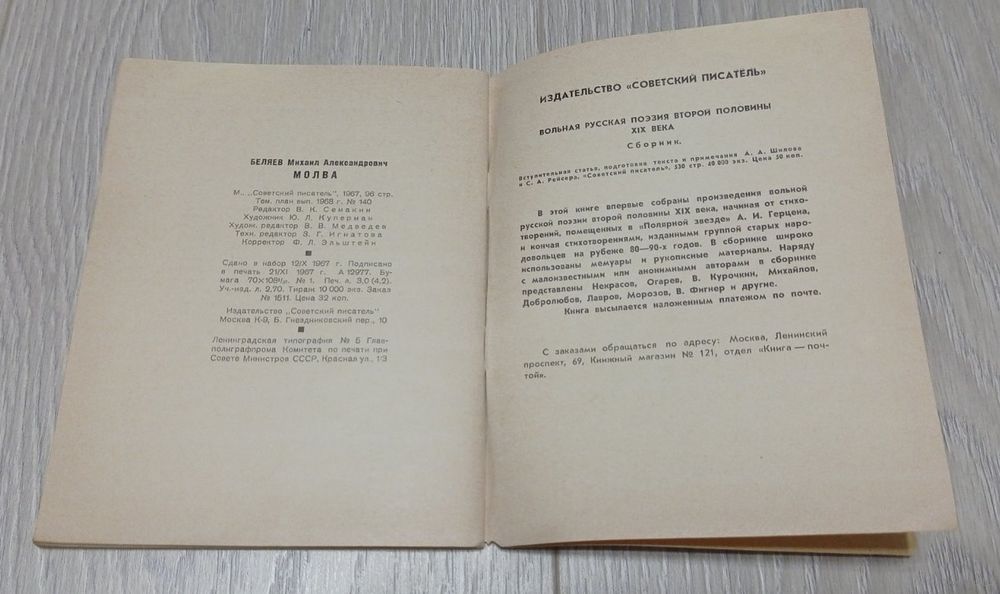 БЕЛЯЕВ Михаил Александрович
МОЛВА
М., „Советский писатель", 1967, 96 стр.
Тем. план вып. 1968 г. № 140
Редактор В. К. Семакин
Художник Ю. Л. Куперман
Худож. редактор В. В. Медведев
Техн. редактор З. Г. Игнатова
Корректор Ф. Л. Эльштейн
Сдано в набор 12/X 1967 г. Подписано
в печать 21/XI 1967 г. А 12977. Бу-
мага 70×108¹/₃₂ № 1. Печ. л. 3,0 (4,2).
Уч.-изд. л. 2,70. Тираж 10 000 экз. Заказ
№ 1511. Цена 32 коп.
Издательство „Советский писатель"
Москва К-9, Б. Гнездниковский пер., 10
Ленинградская типография № 5 Глав-
полиграфпрома Комитета по печати при
Совете Министров СССР, Красная ул., 1/3
ИЗДАТЕЛЬСТВО «СОВЕТСКИЙ ПИСАТЕЛЬ»
ВОЛЬНАЯ РУССКАЯ ПОЭЗИЯ ВТОРОЙ ПОЛОВИНЫ
XIX ВЕКА
Сборник.
Вступительная статья, подготовка текста и примечания А. А. Шилова
и С. А. Рейсера. «Советский писатель», 530 стр. 40 000 экз. Цена 50 коп.
В этой книге впервые собраны произведения вольной
русской поэзии второй половины XIX века, начиная от стихо-
творений, помещенных в «Полярной звезде» А. И. Герцена,
и кончая стихотворениями, изданными группой старых наро-
довольцев на рубеже 80—90-х годов. В сборнике широко
использованы мемуары и рукописные материалы. Наряду
с малоизвестными или анонимными авторами в сборнике
представлены Некрасов, Огарев, В. Курочкин, Михайлов,
Добролюбов, Лавров, Морозов, В. Фигнер и другие.
Книга высылается наложенным платежом по почте.
С заказами обращаться по адресу: Москва, Ленинский
проспект, 69, Книжный магазин № 121, отдел «Книга — поч-
той».